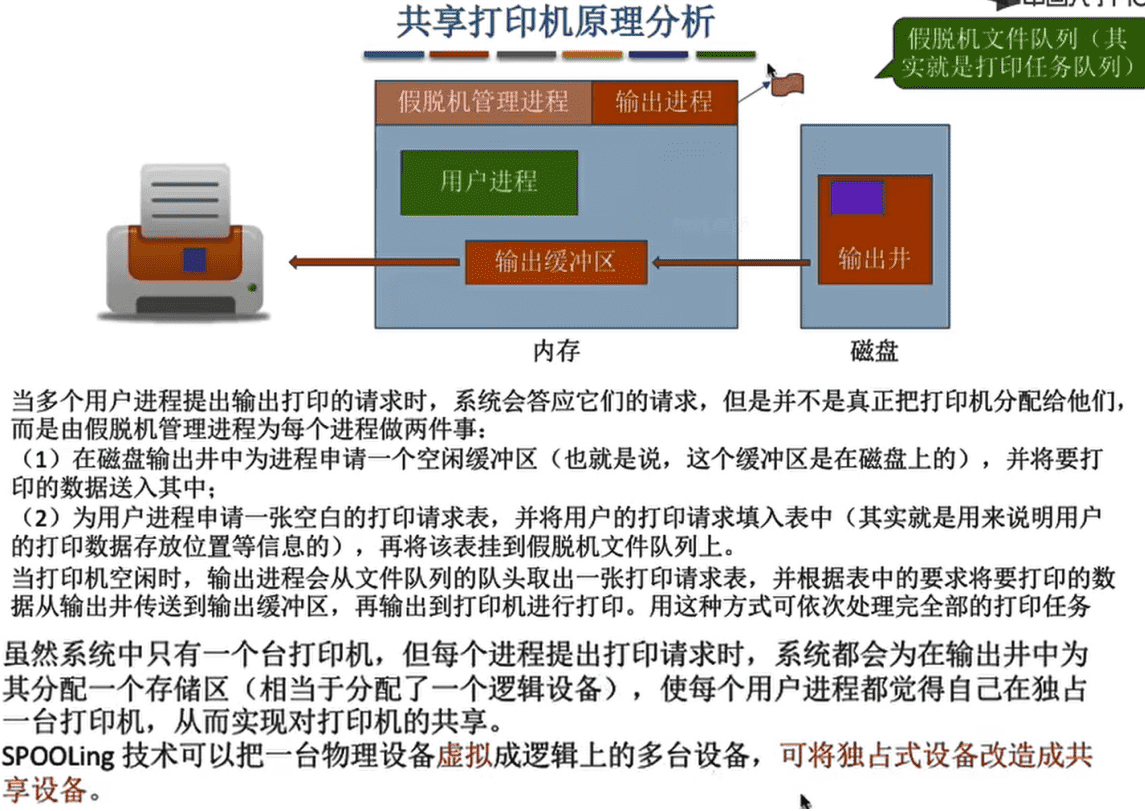 共享打印机原理分析
假脱机文件队列（其
实就是打印任务队列）
假脱机管理进程
输出进程
用户进程
输出缓冲区
输出井
内存
磁盘
当多个用户进程提出输出打印的请求时，系统会答应它们的请求，但是并不是真正把打印机分配给他们，
而是由假脱机管理进程为每个进程做两件事：
（1）在磁盘输出井中为进程申请一个空闲缓冲区（也就是说，这个缓冲区是在磁盘上的），并将要打
印的数据送入其中；
（2）为用户进程申请一张空白的打印请求表，并将用户的打印请求填入表中（其实就是用来说明用户
的打印数据存放位置等信息的），再将该表挂到假脱机文件队列上。
当打印机空闲时，输出进程会从文件队列的队头取出一张打印请求表，并根据表中的要求将要打印的数
据从输出井传送到输出缓冲区，再输出到打印机进行打印。用这种方式可依次处理完全部的打印任务
虽然系统中只有一个台打印机，但每个进程提出打印请求时，系统都会为在输出井中为
其分配一个存储区（相当于分配了一个逻辑设备），使每个用户进程都觉得自己在独占
一台打印机，从而实现对打印机的共享。
SPOOLing 技术可以把一台物理设备虚拟成逻辑上的多台设备，可将独占式设备改造成共
享设备。